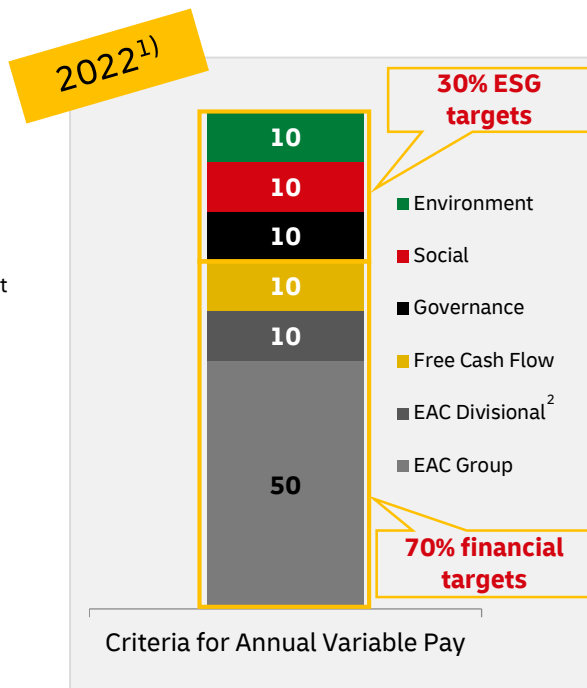 2022¹⁾
30% ESG
targets
10
10
10
10
10
50
t
Environment
Social
Governance
Free Cash Flow
EAC Divisional²
EAC Group
70% financial
targets
Criteria for Annual Variable Pay